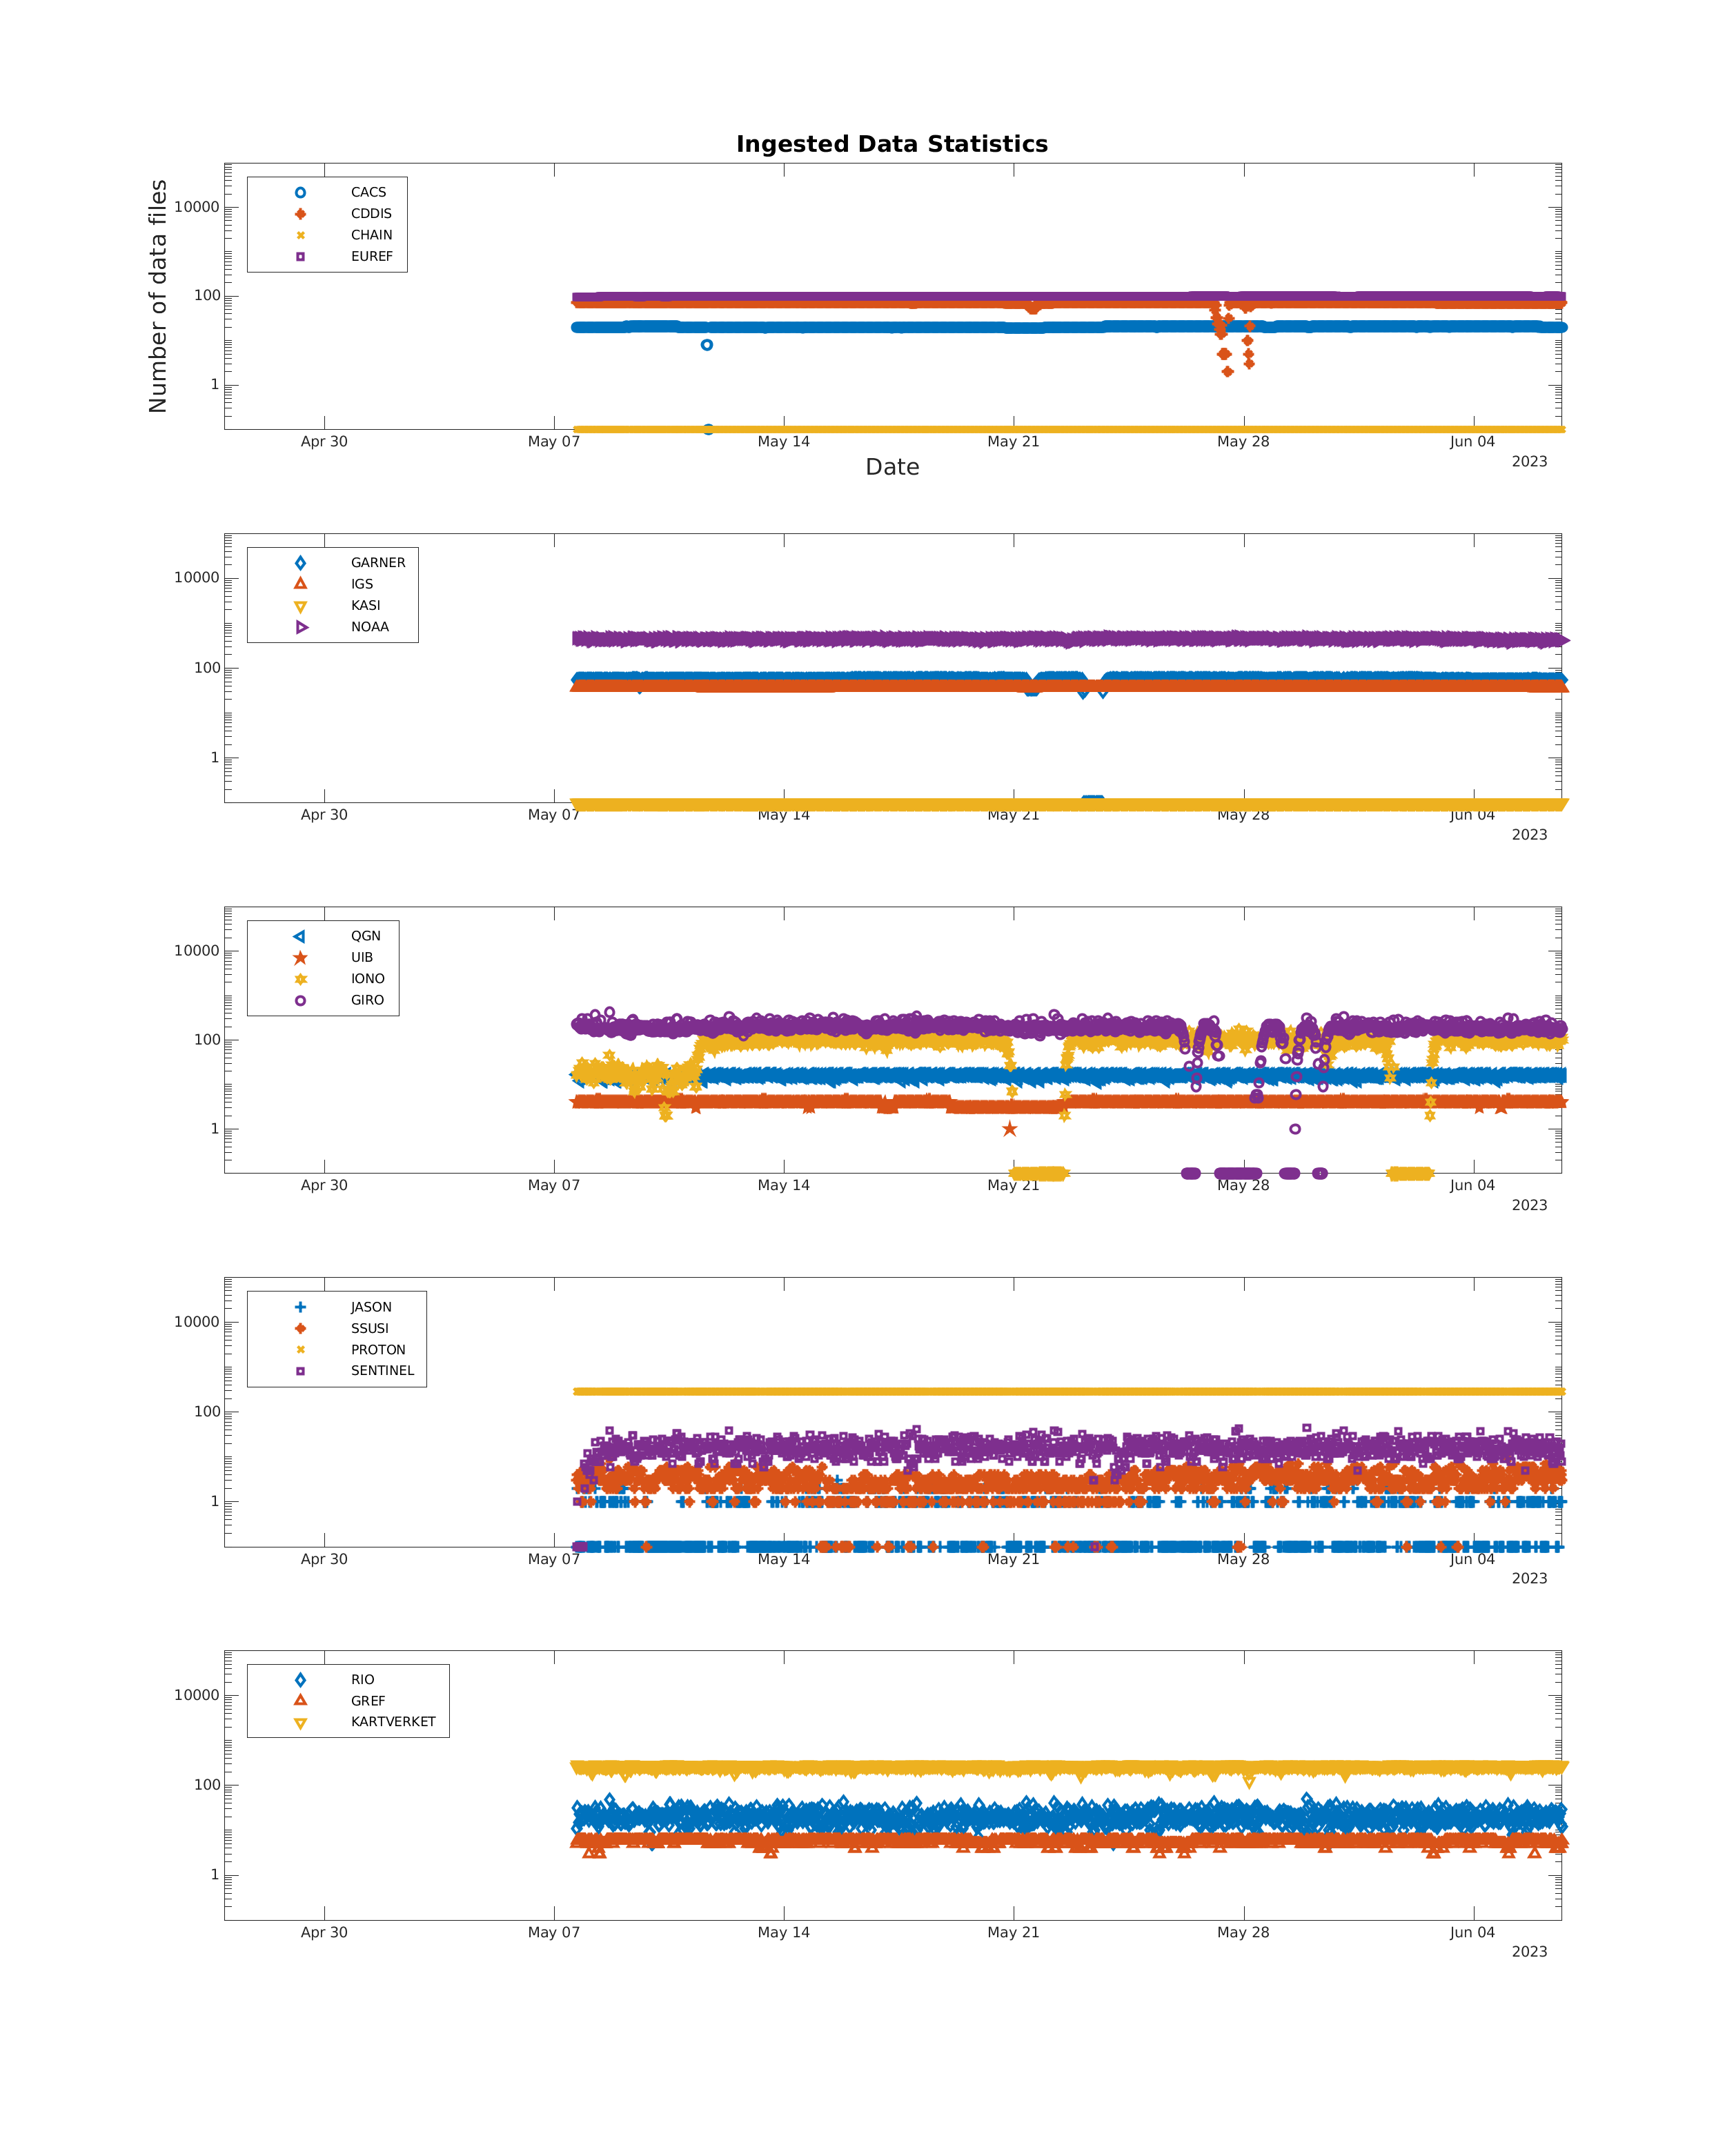 Ingested Data Statistics
Number of data files
10000
100
1
CACS
CDDIS
CHAIN
EUREF
Apr 30
May 07
May 14
May 21
May 28
Jun 04
2023
Date
10000
100
1
GARNER
IGS
KASI
NOAA
Apr 30
May 07
May 14
May 21
May 28
Jun 04
2023
10000
100
1
QGN
UIB
IONO
GIRO
Apr 30
May 07
May 14
May 21
May 28
Jun 04
2023
10000
100
1
JASON
SSUSI
PROTON
SENTINEL
Apr 30
May 07
May 14
May 21
May 28
Jun 04
2023
10000
100
1
RIO
GREF
KARTVERKET
Apr 30
May 07
May 14
May 21
May 28
Jun 04
2023